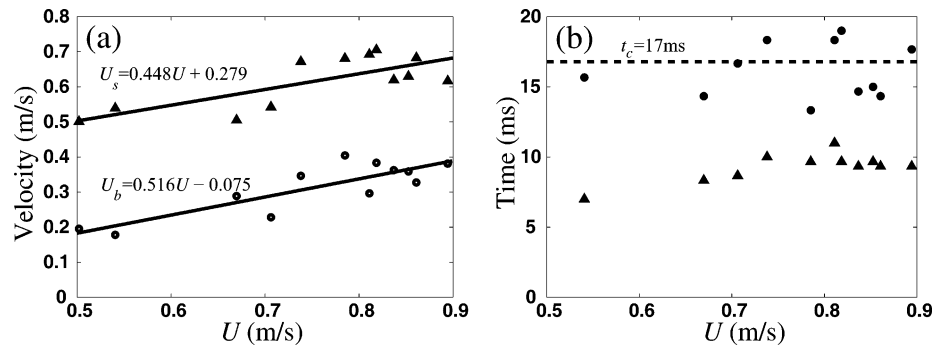 (a)
0.8
0.7
0.6
0.5
0.4
0.3
0.2
0.1
0
Velocity (m/s)
U_s=0.448U + 0.279
U_b=0.516U − 0.075
0.5 0.6 0.7 0.8 0.9
U (m/s)
(b)
20
15
10
5
0
Time (ms)
t_c=17ms
0.5 0.6 0.7 0.8 0.9
U (m/s)